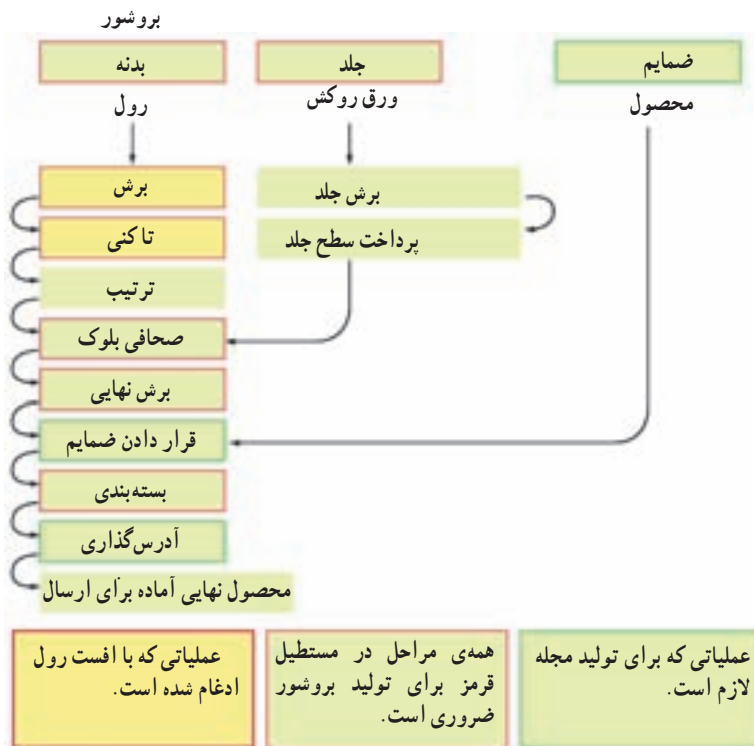 بروشور
بدنه
جلد
ضمایم
رول
ورق روکش
محصول
برش
تا کنی
ترتیب
صحافی بلوک
برش نهایی
قرار دادن ضمایم
بسته‌بندی
آدرس‌گذاری
محصول نهایی آماده برای ارسال
برش جلد
پرداخت سطح جلد
عملیاتی که برای تولید مجله
لازم است.
همه‌ی مراحل در مستطیل
قرمز برای تولید بروشور
ضروری است.
عملیاتی که با افست رول
ادغام شده است.